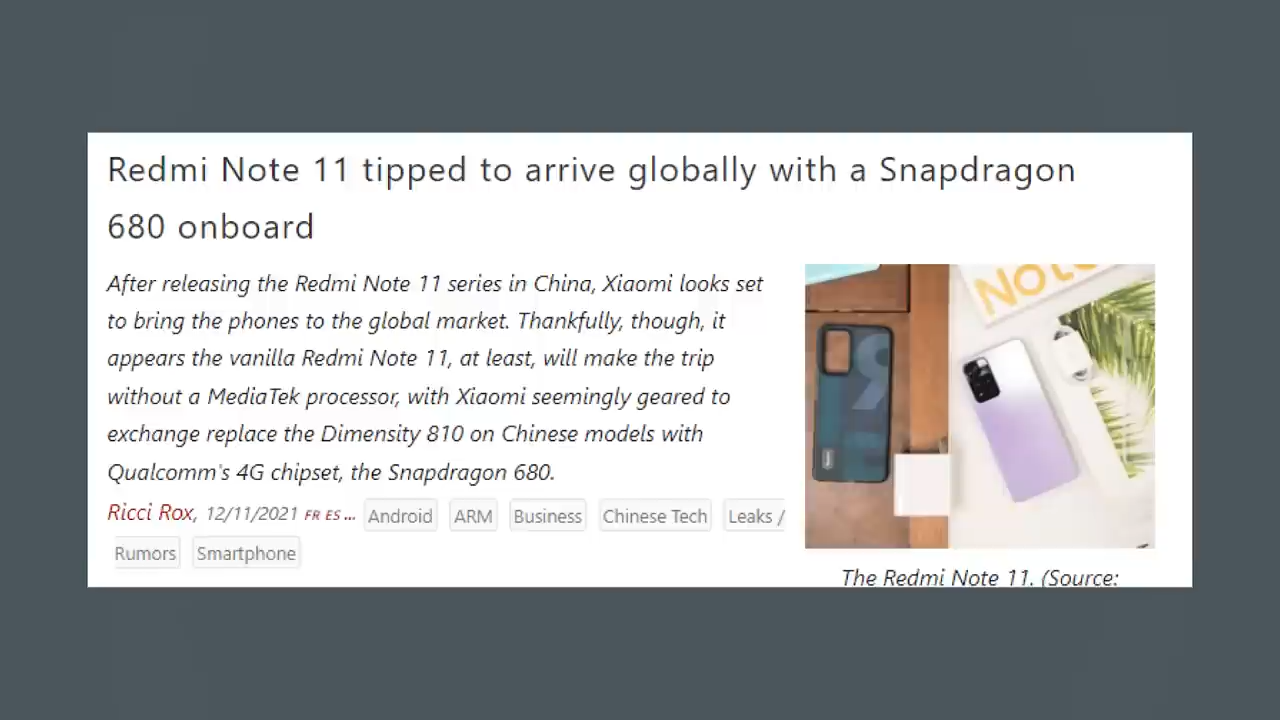 Redmi Note 11 tipped to arrive globally with a Snapdragon
680 onboard
After releasing the Redmi Note 11 series in China, Xiaomi looks set
to bring the phones to the global market. Thankfully, though, it
appears the vanilla Redmi Note 11, at least, will make the trip
without a MediaTek processor, with Xiaomi seemingly geared to
exchange replace the Dimensity 810 on Chinese models with
Qualcomm's 4G chipset, the Snapdragon 680.
Ricci Rox, 12/11/2021 FR ES ... Android ARM Business Chinese Tech Leaks /
Rumors Smartphone
NOTE
9
The Redmi Note 11. (Source: